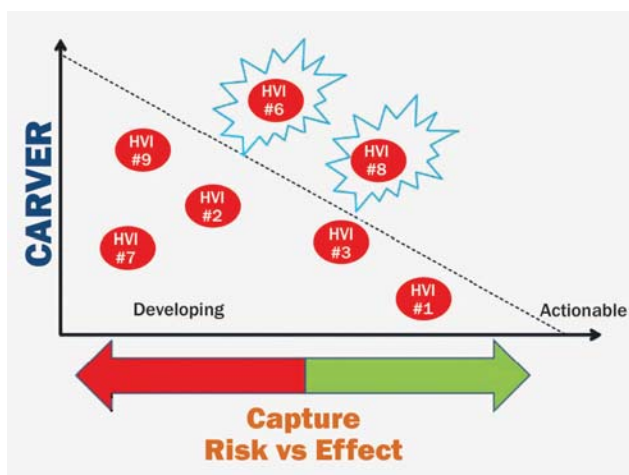 CARVER
HVI
#6
HVI
#9
HVI
#8
HVI
#2
HVI
#7
HVI
#3
HVI
#1
Developing
Actionable
Capture
Risk vs Effect